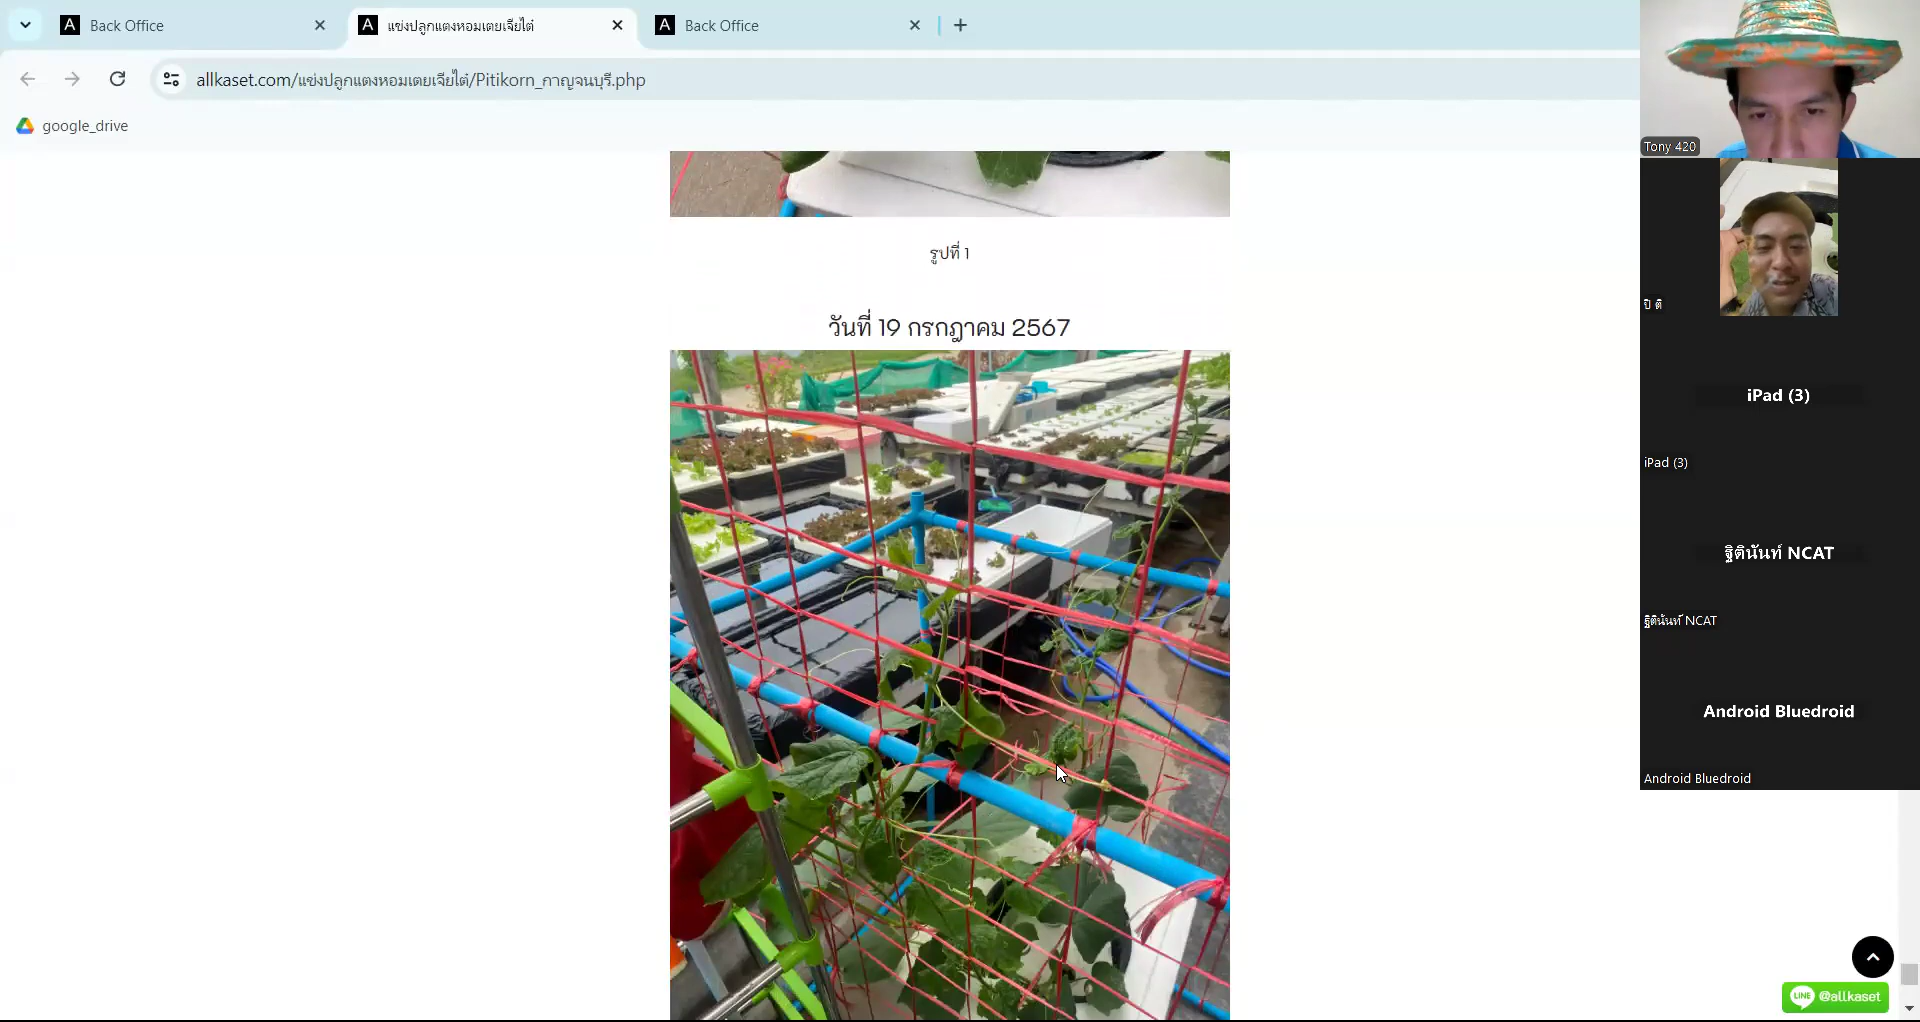 Back Office
แข่งปลูกแตงหอมเตยเจียไต๋
Back Office
allkaset.com/แข่งปลูกแตงหอมเตยเจียไต๋/Pitikorn_กาญจนบุรี.php
google_drive
รูปที่ 1
วันที่ 19 กรกฎาคม 2567
Tony 420
ปิ ติ
iPad (3)
iPad (3)
ฐิตินันท์ NCAT
ฐิตินันท์ NCAT
Android Bluedroid
Android Bluedroid
LINE @allkaset